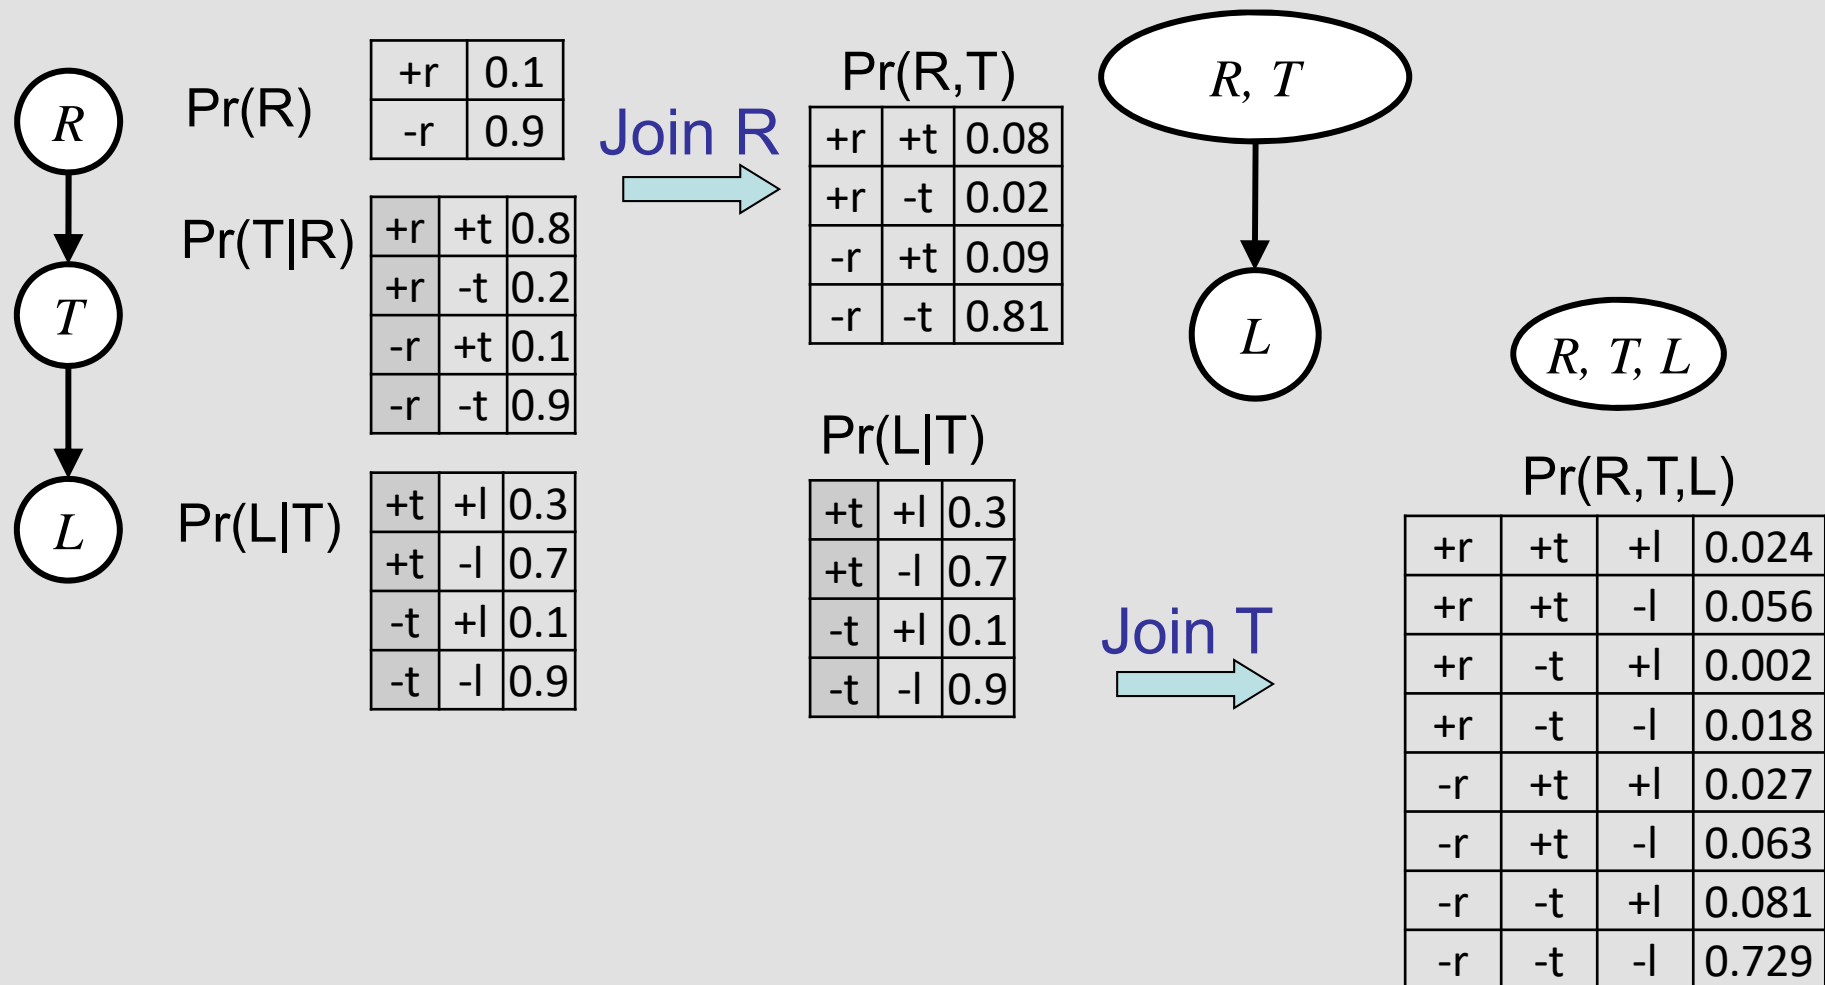 R
T
L
Pr(R)
+r 0.1
-r 0.9
Pr(T|R)
+r +t 0.8
+r -t 0.2
-r +t 0.1
-r -t 0.9
Pr(L|T)
+t +l 0.3
+t -l 0.7
-t +l 0.1
-t -l 0.9
Join R
Pr(R,T)
+r +t 0.08
+r -t 0.02
-r +t 0.09
-r -t 0.81
R, T
L
Pr(L|T)
+t +l 0.3
+t -l 0.7
-t +l 0.1
-t -l 0.9
Join T
R, T, L
Pr(R,T,L)
+r +t +l 0.024
+r +t -l 0.056
+r -t +l 0.002
+r -t -l 0.018
-r +t +l 0.027
-r +t -l 0.063
-r -t +l 0.081
-r -t -l 0.729